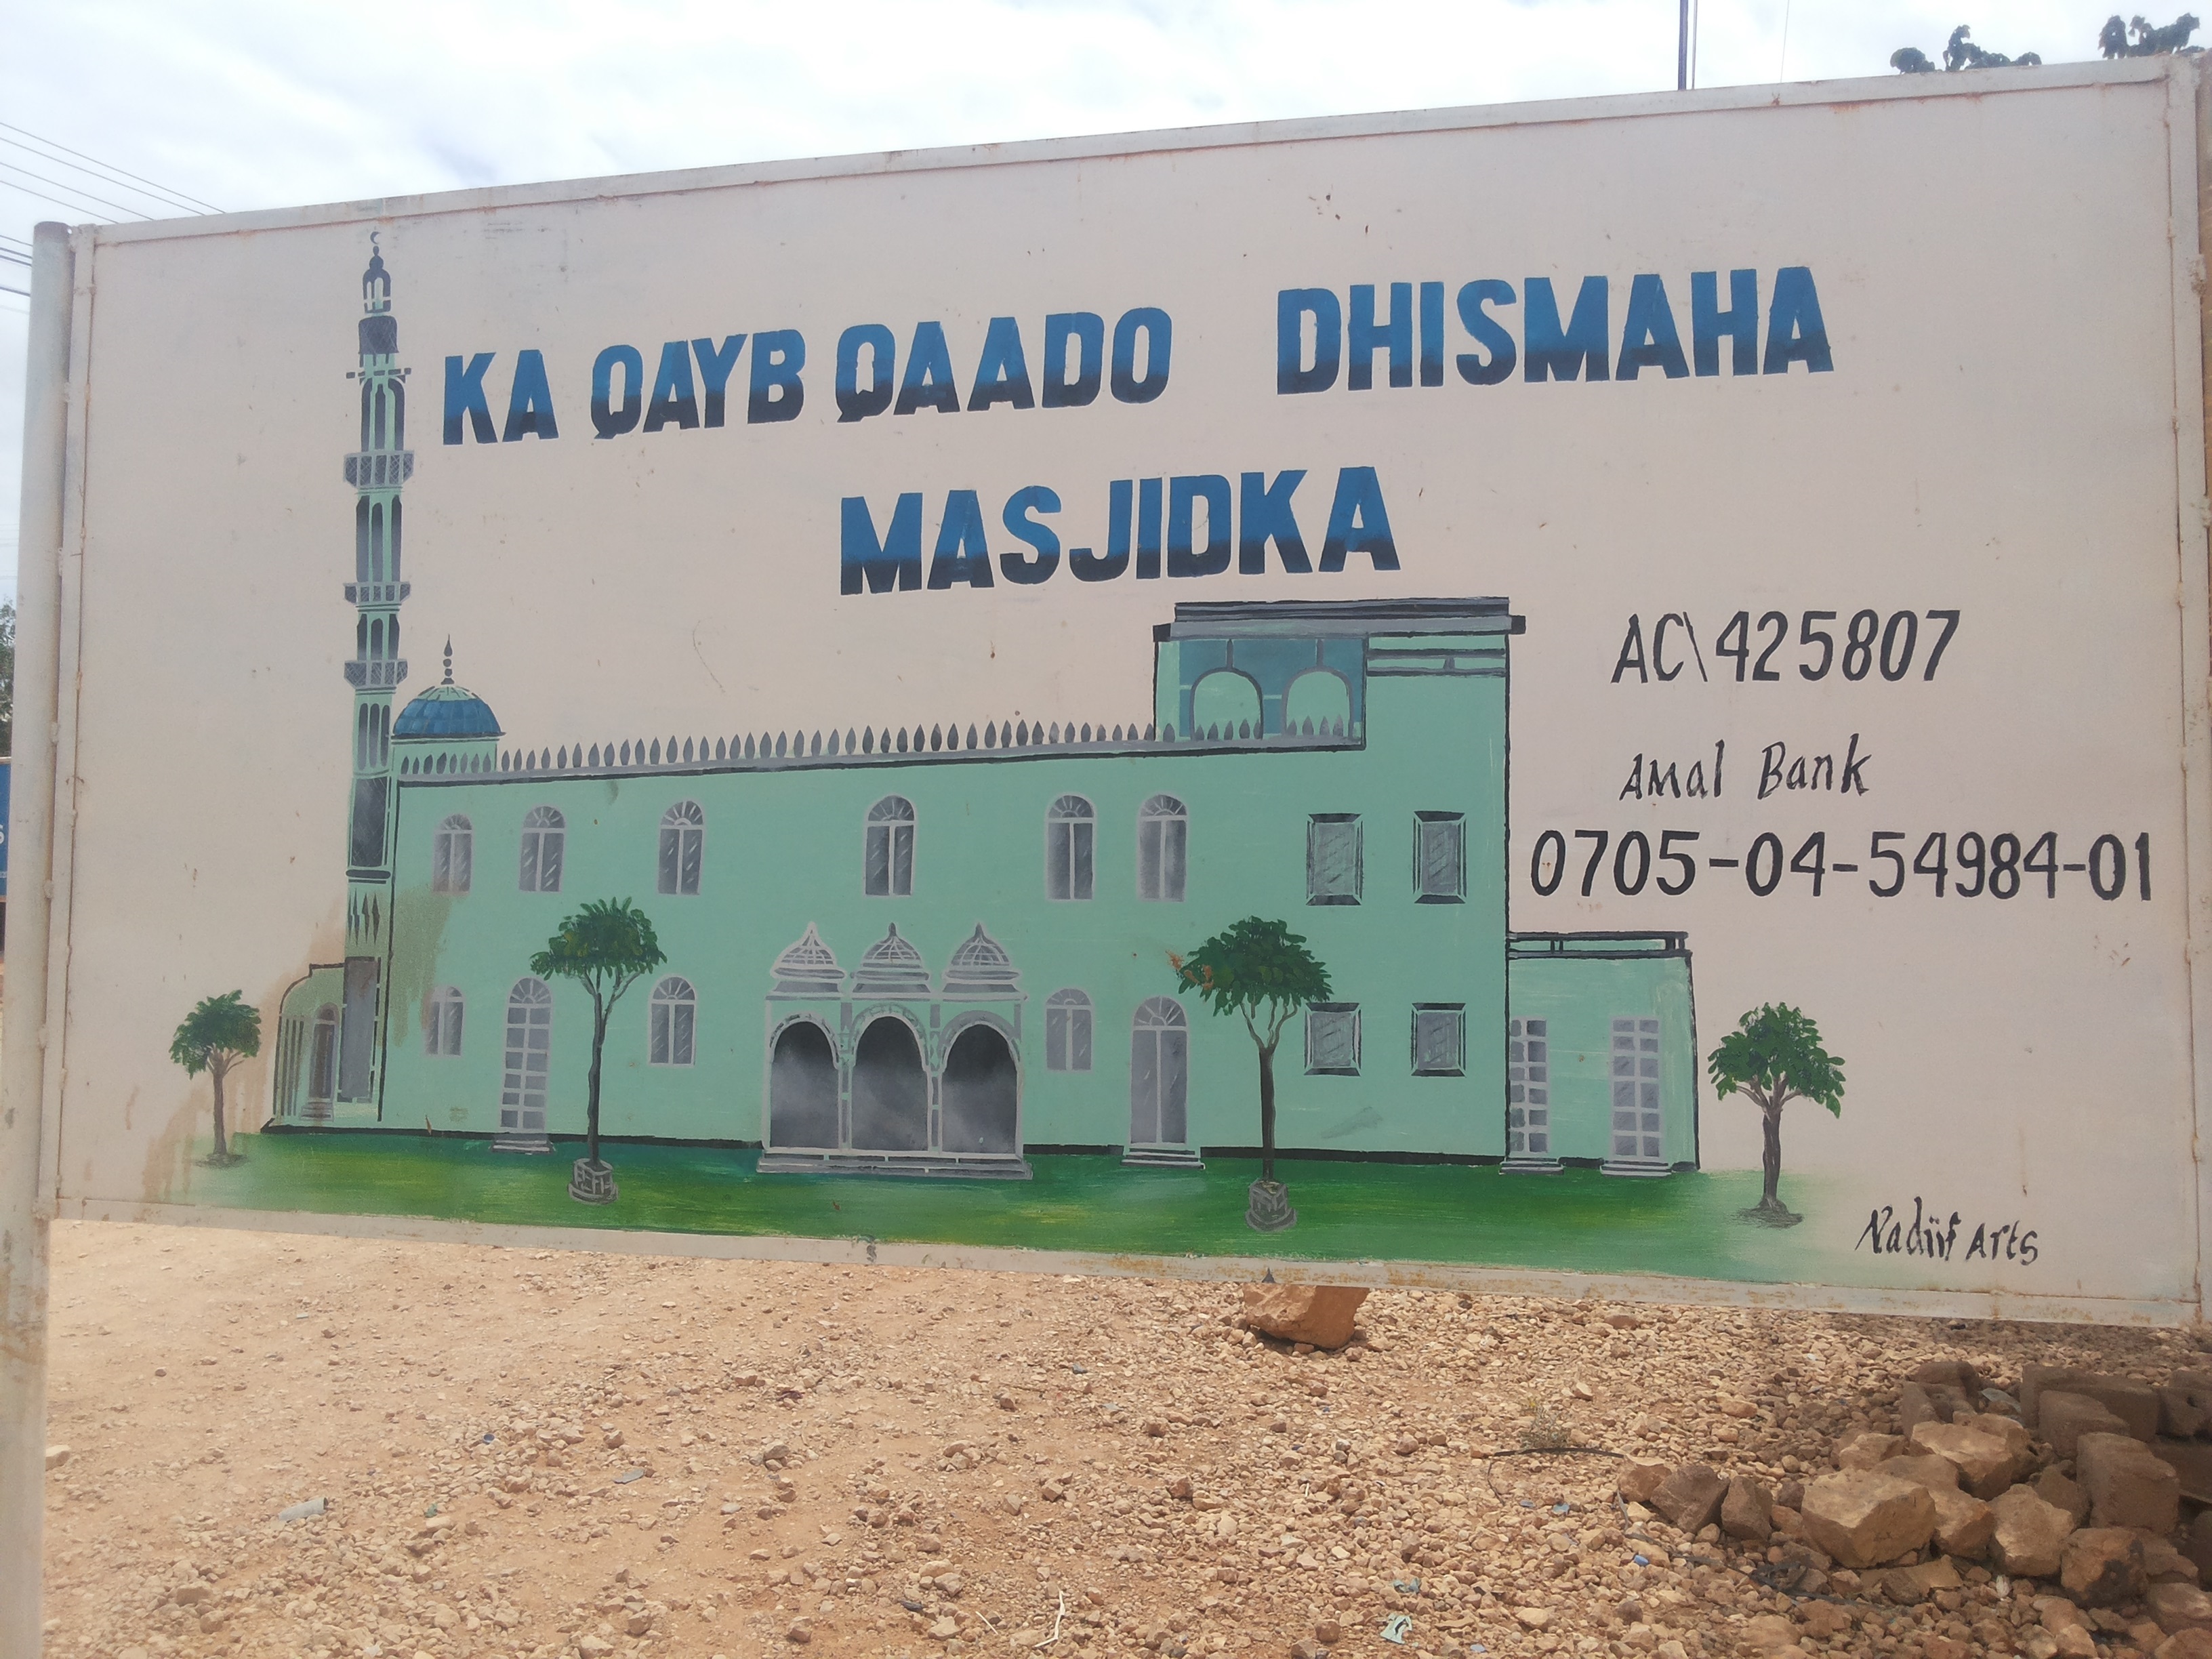 KA QAYB QAADO DHISMAHA
MASJIDKA
AC\425807
Amal Bank
0705-04-54984-01
Nadiif Arts